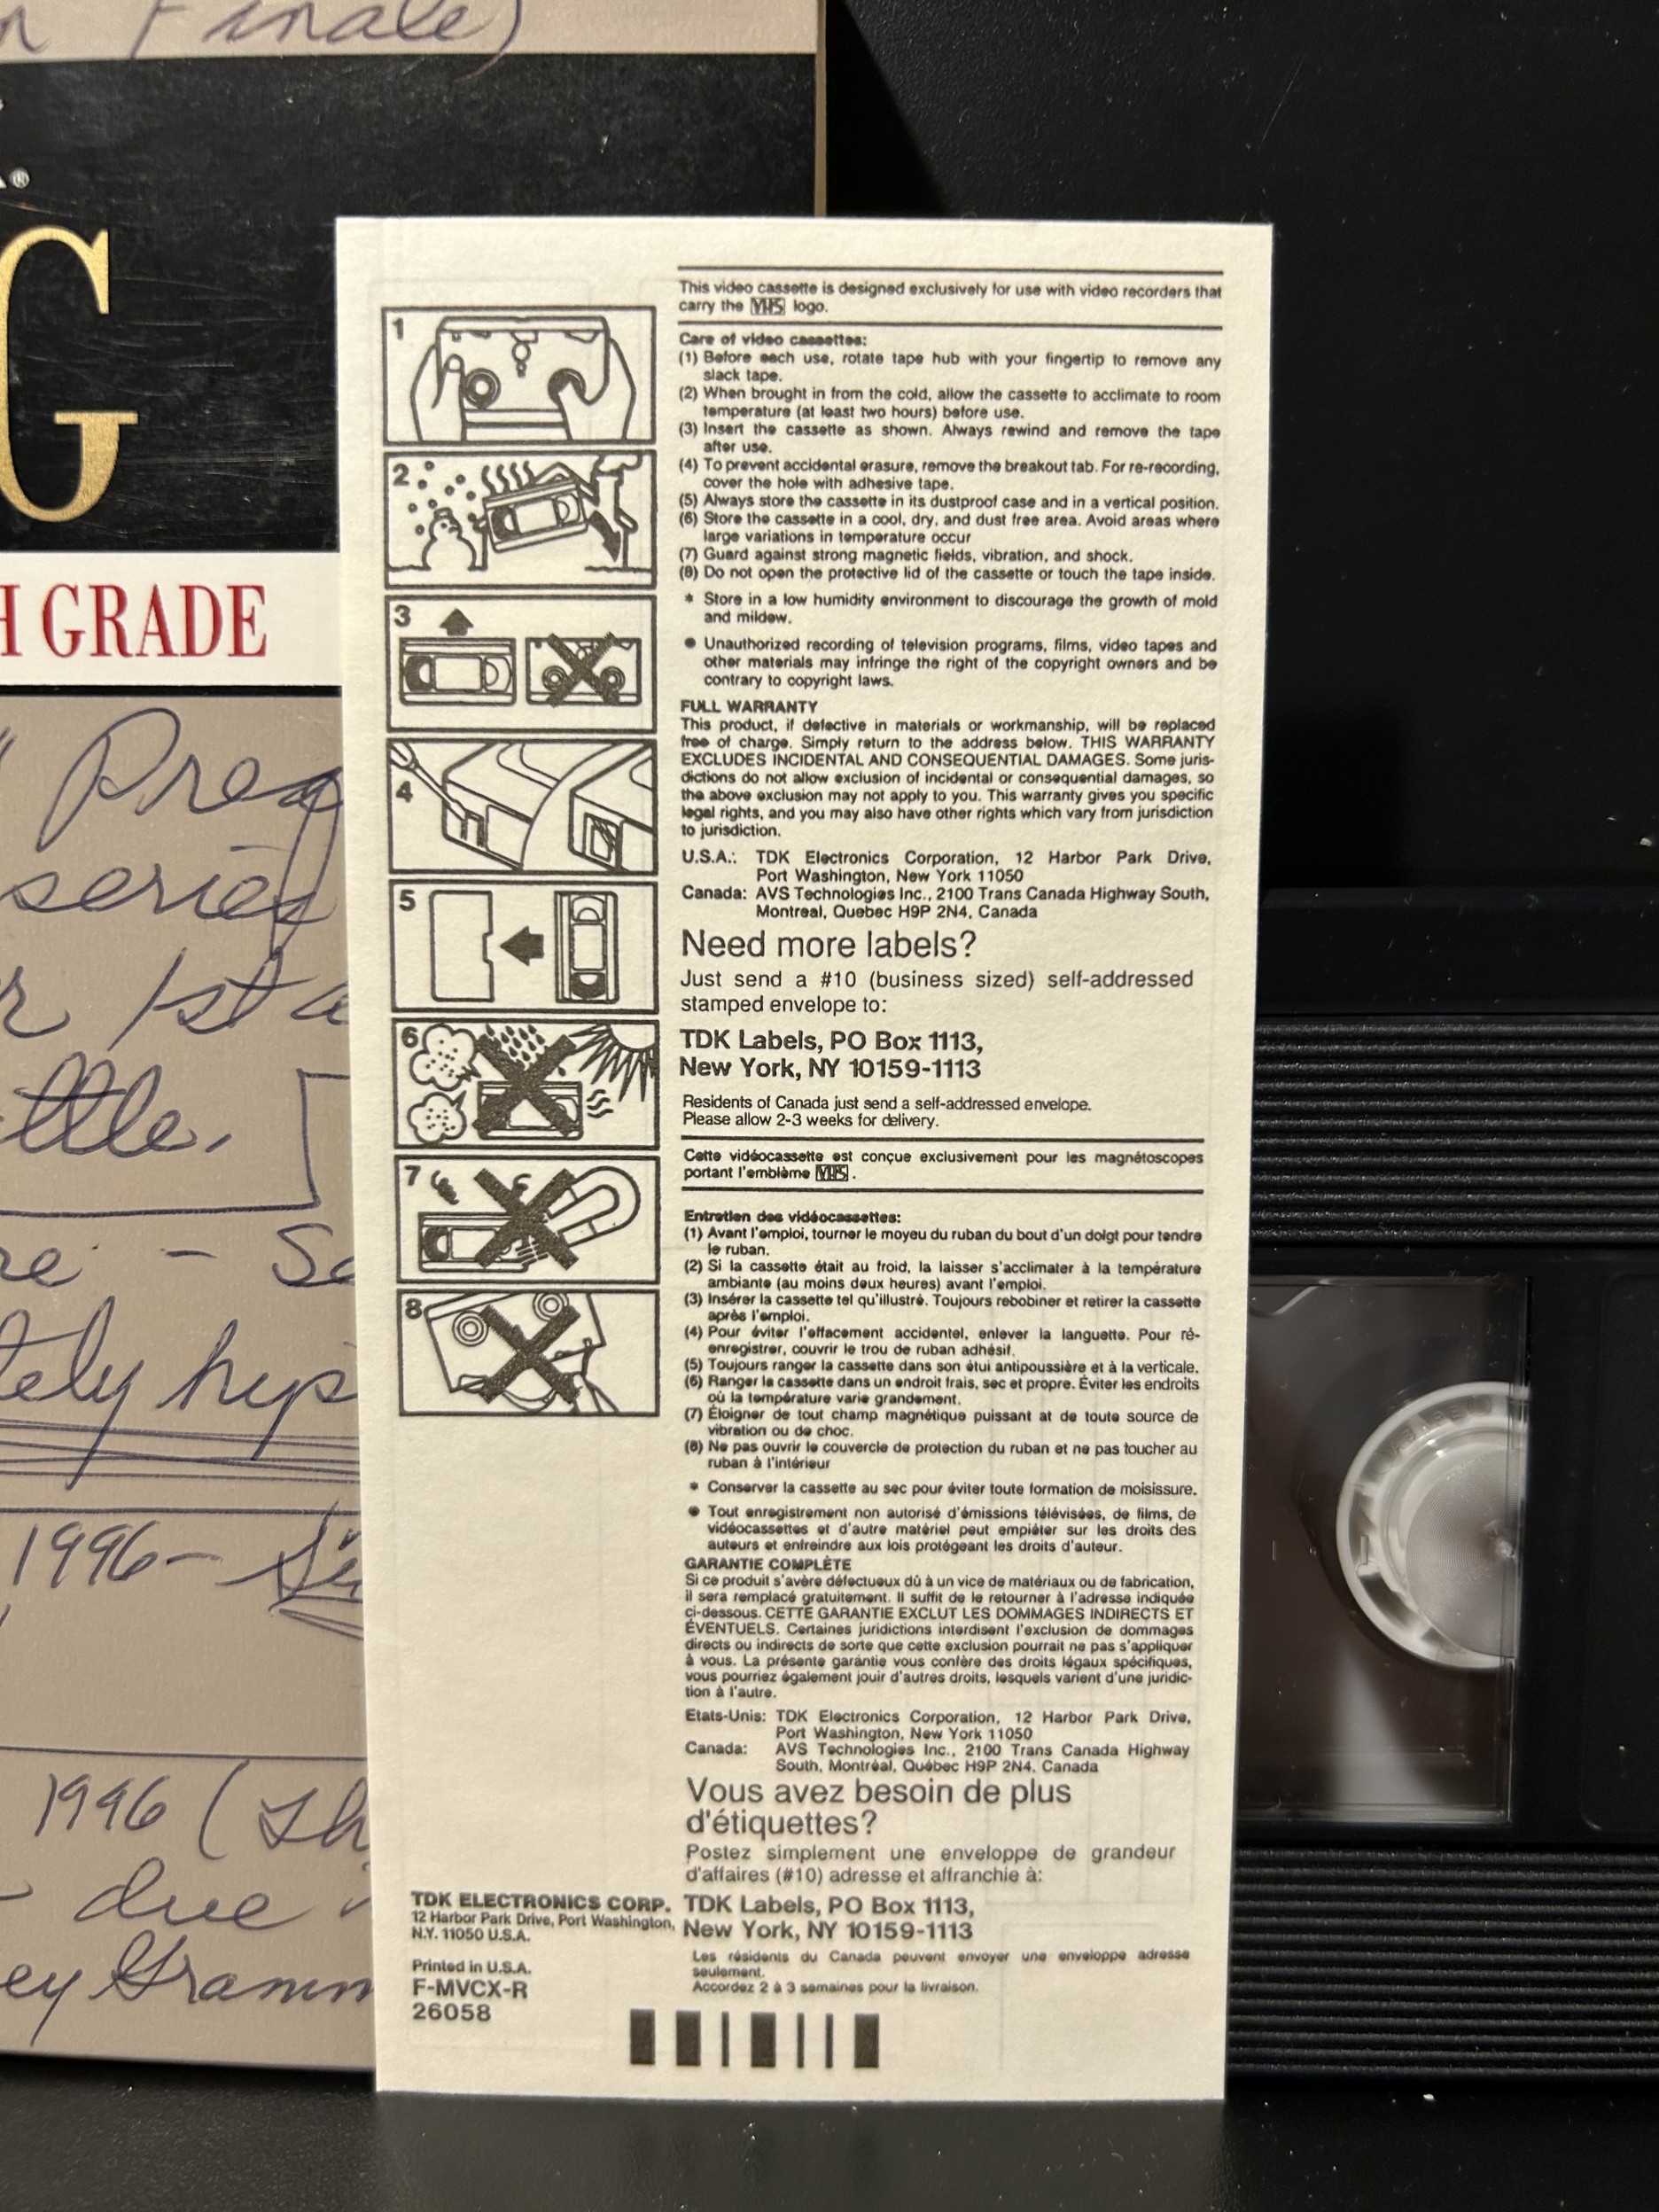 Finale)
®
G
H GRADE
series
1st
ttle.
re - Se
tely hyp
1996-
1996 (Sh
- due
ey Gramm
1
2
3
4
5
6
7
8
This video cassette is designed exclusively for use with video recorders that
carry the VHS logo.
Care of video cassettes:
(1) Before each use, rotate tape hub with your fingertip to remove any
slack tape.
(2) When brought in from the cold, allow the cassette to acclimate to room
temperature (at least two hours) before use.
(3) Insert the cassette as shown. Always rewind and remove the tape
after use.
(4) To prevent accidental erasure, remove the breakout tab. For re-recording,
cover the hole with adhesive tape.
(5) Always store the cassette in its dustproof case and in a vertical position.
(6) Store the cassette in a cool, dry, and dust free area. Avoid areas where
large variations in temperature occur
(7) Guard against strong magnetic fields, vibration, and shock.
(8) Do not open the protective lid of the cassette or touch the tape inside.
* Store in a low humidity environment to discourage the growth of mold
and mildew.
● Unauthorized recording of television programs, films, video tapes and
other materials may infringe the right of the copyright owners and be
contrary to copyright laws.
FULL WARRANTY
This product, if defective in materials or workmanship, will be replaced
free of charge. Simply return to the address below. THIS WARRANTY
EXCLUDES INCIDENTAL AND CONSEQUENTIAL DAMAGES. Some juris-
dictions do not allow exclusion of incidental or consequential damages, so
the above exclusion may not apply to you. This warranty gives you specific
legal rights, and you may also have other rights which vary from jurisdiction
to jurisdiction.
U.S.A.: TDK Electronics Corporation, 12 Harbor Park Drive,
Port Washington, New York 11050
Canada: AVS Technologies Inc., 2100 Trans Canada Highway South,
Montreal, Quebec H9P 2N4, Canada
Need more labels?
Just send a #10 (business sized) self-addressed
stamped envelope to:
TDK Labels, PO Box 1113,
New York, NY 10159-1113
Residents of Canada just send a self-addressed envelope.
Please allow 2-3 weeks for delivery.
Cette vidéocassette est conçue exclusivement pour les magnétoscopes
portant l'emblème VHS.
Entretien des vidéocassettes:
(1) Avant l'emploi, tourner le moyeu du ruban du bout d'un doigt pour tendre
le ruban.
(2) Si la cassette était au froid, la laisser s'acclimater à la température
ambiante (au moins deux heures) avant l'emploi.
(3) Insérer la cassette tel qu'illustré. Toujours rebobiner et retirer la cassette
après l'emploi.
(4) Pour éviter l'effacement accidentel, enlever la languette. Pour ré-
enregistrer, couvrir le trou de ruban adhésif.
(5) Toujours ranger la cassette dans son étui antipoussière et à la verticale.
(6) Ranger la cassette dans un endroit frais, sec et propre. Éviter les endroits
où la température varie grandement.
(7) Éloigner de tout champ magnétique puissant at de toute source de
vibration ou de choc.
(8) Ne pas ouvrir le couvercle de protection du ruban et ne pas toucher au
ruban à l'intérieur
* Conserver la cassette au sec pour éviter toute formation de moisissure.
● Tout enregistrement non autorisé d'émissions télévisées, de films, de
vidéocassettes et d'autre matériel peut empiéter sur les droits des
auteurs et enfreindre aux lois protégeant les droits d'auteur.
GARANTIE COMPLÈTE
Si ce produit s'avère défectueux dû à un vice de matériaux ou de fabrication,
il sera remplacé gratuitement. Il suffit de le retourner à l'adresse indiquée
ci-dessous. CETTE GARANTIE EXCLUT LES DOMMAGES INDIRECTS ET
ÉVENTUELS. Certaines juridictions interdisent l'exclusion de dommages
directs ou indirects de sorte que cette exclusion pourrait ne pas s'appliquer
à vous. La présente garantie vous confère des droits légaux spécifiques,
vous pourriez également jouir d'autres droits, lesquels varient d'une juridic-
tion à l'autre.
Etats-Unis: TDK Electronics Corporation, 12 Harbor Park Drive,
Port Washington, New York 11050
Canada: AVS Technologies Inc., 2100 Trans Canada Highway
South, Montréal, Québec H9P 2N4, Canada
Vous avez besoin de plus
d'étiquettes?
Postez simplement une enveloppe de grandeur
d'affaires (#10) adresse et affranchie à:
TDK Labels, PO Box 1113,
New York, NY 10159-1113
Les résidents du Canada peuvent envoyer une enveloppe adresse
seulement.
Accordez 2 à 3 semaines pour la livraison.
TDK ELECTRONICS CORP.
12 Harbor Park Drive, Port Washington,
N.Y. 11050 U.S.A.
Printed in U.S.A.
F-MVCX-R
26058